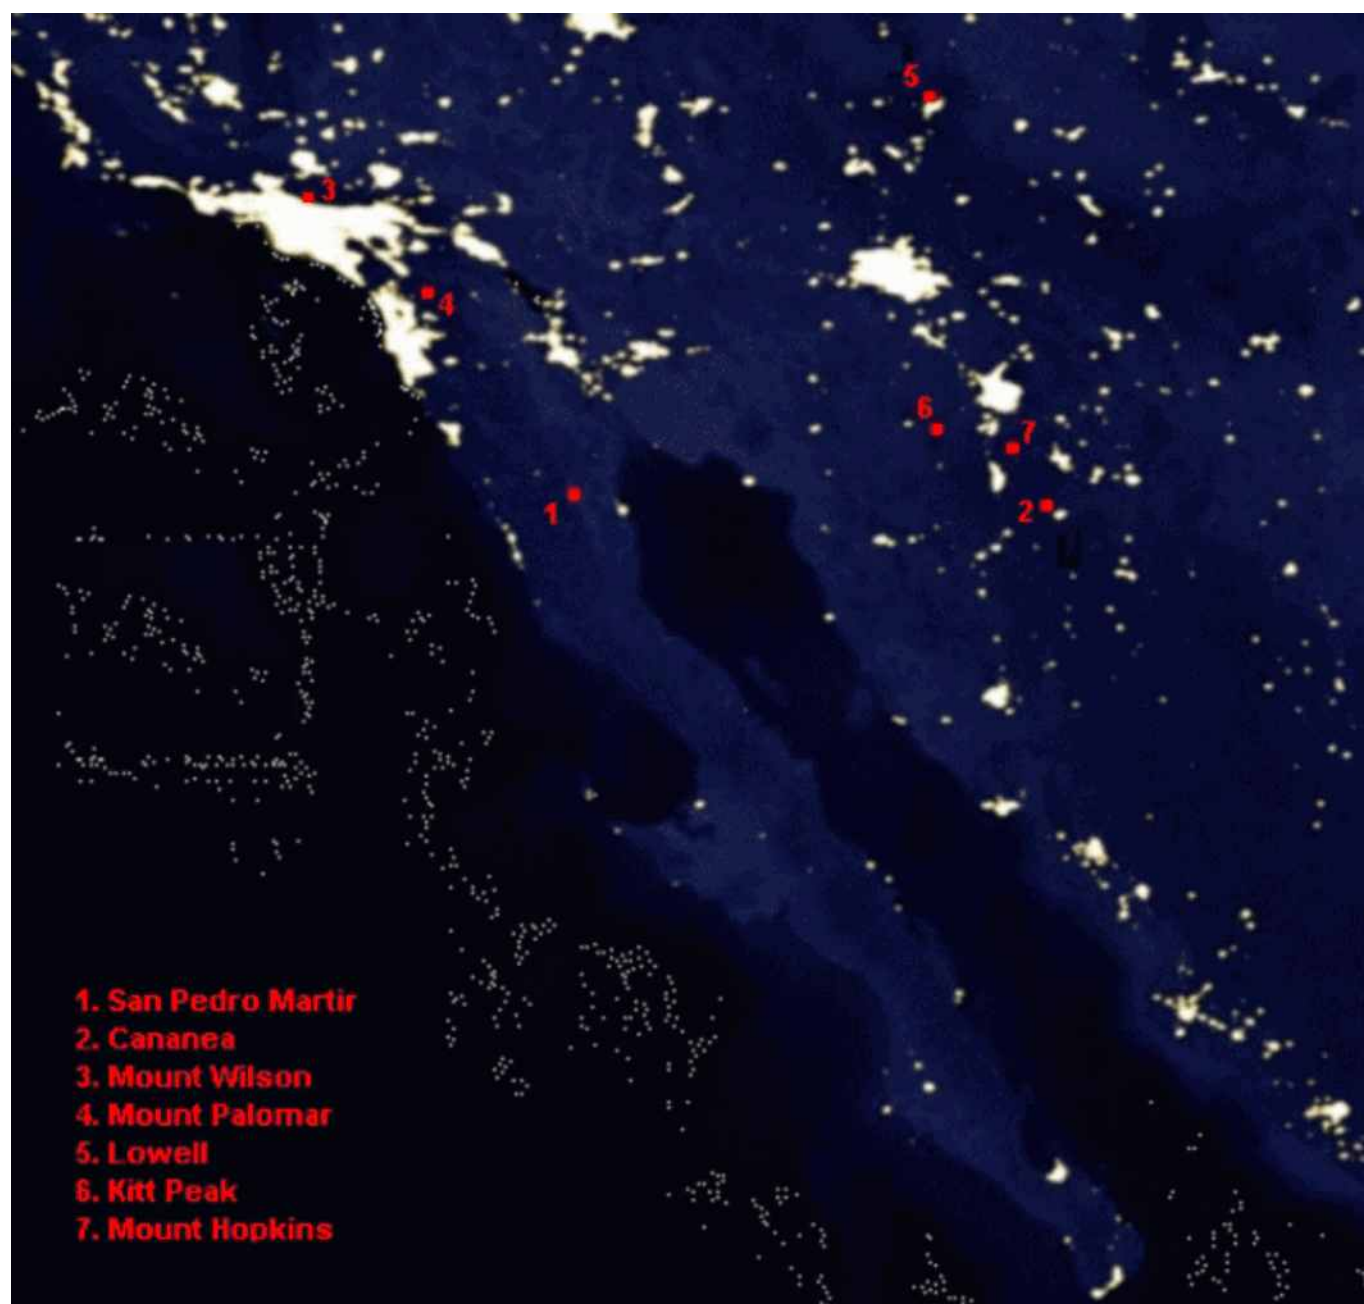 5
3
4
6
7
1
2
1. San Pedro Martir
2. Cananea
3. Mount Wilson
4. Mount Palomar
5. Lowell
6. Kitt Peak
7. Mount Hopkins